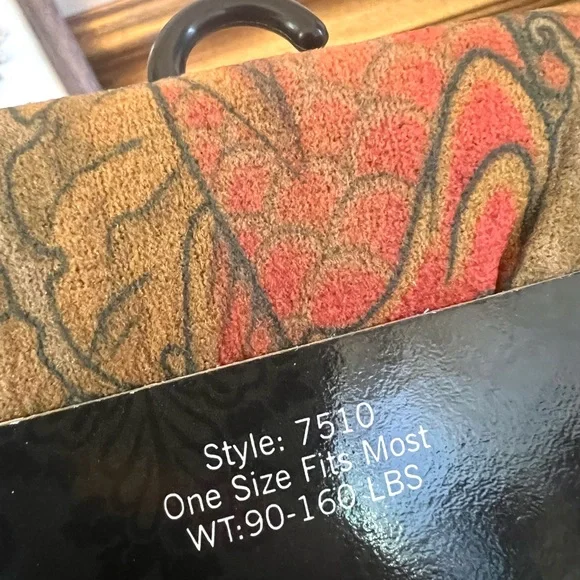 Style: 7510
One Size Fits Most
WT:90-160 LBS